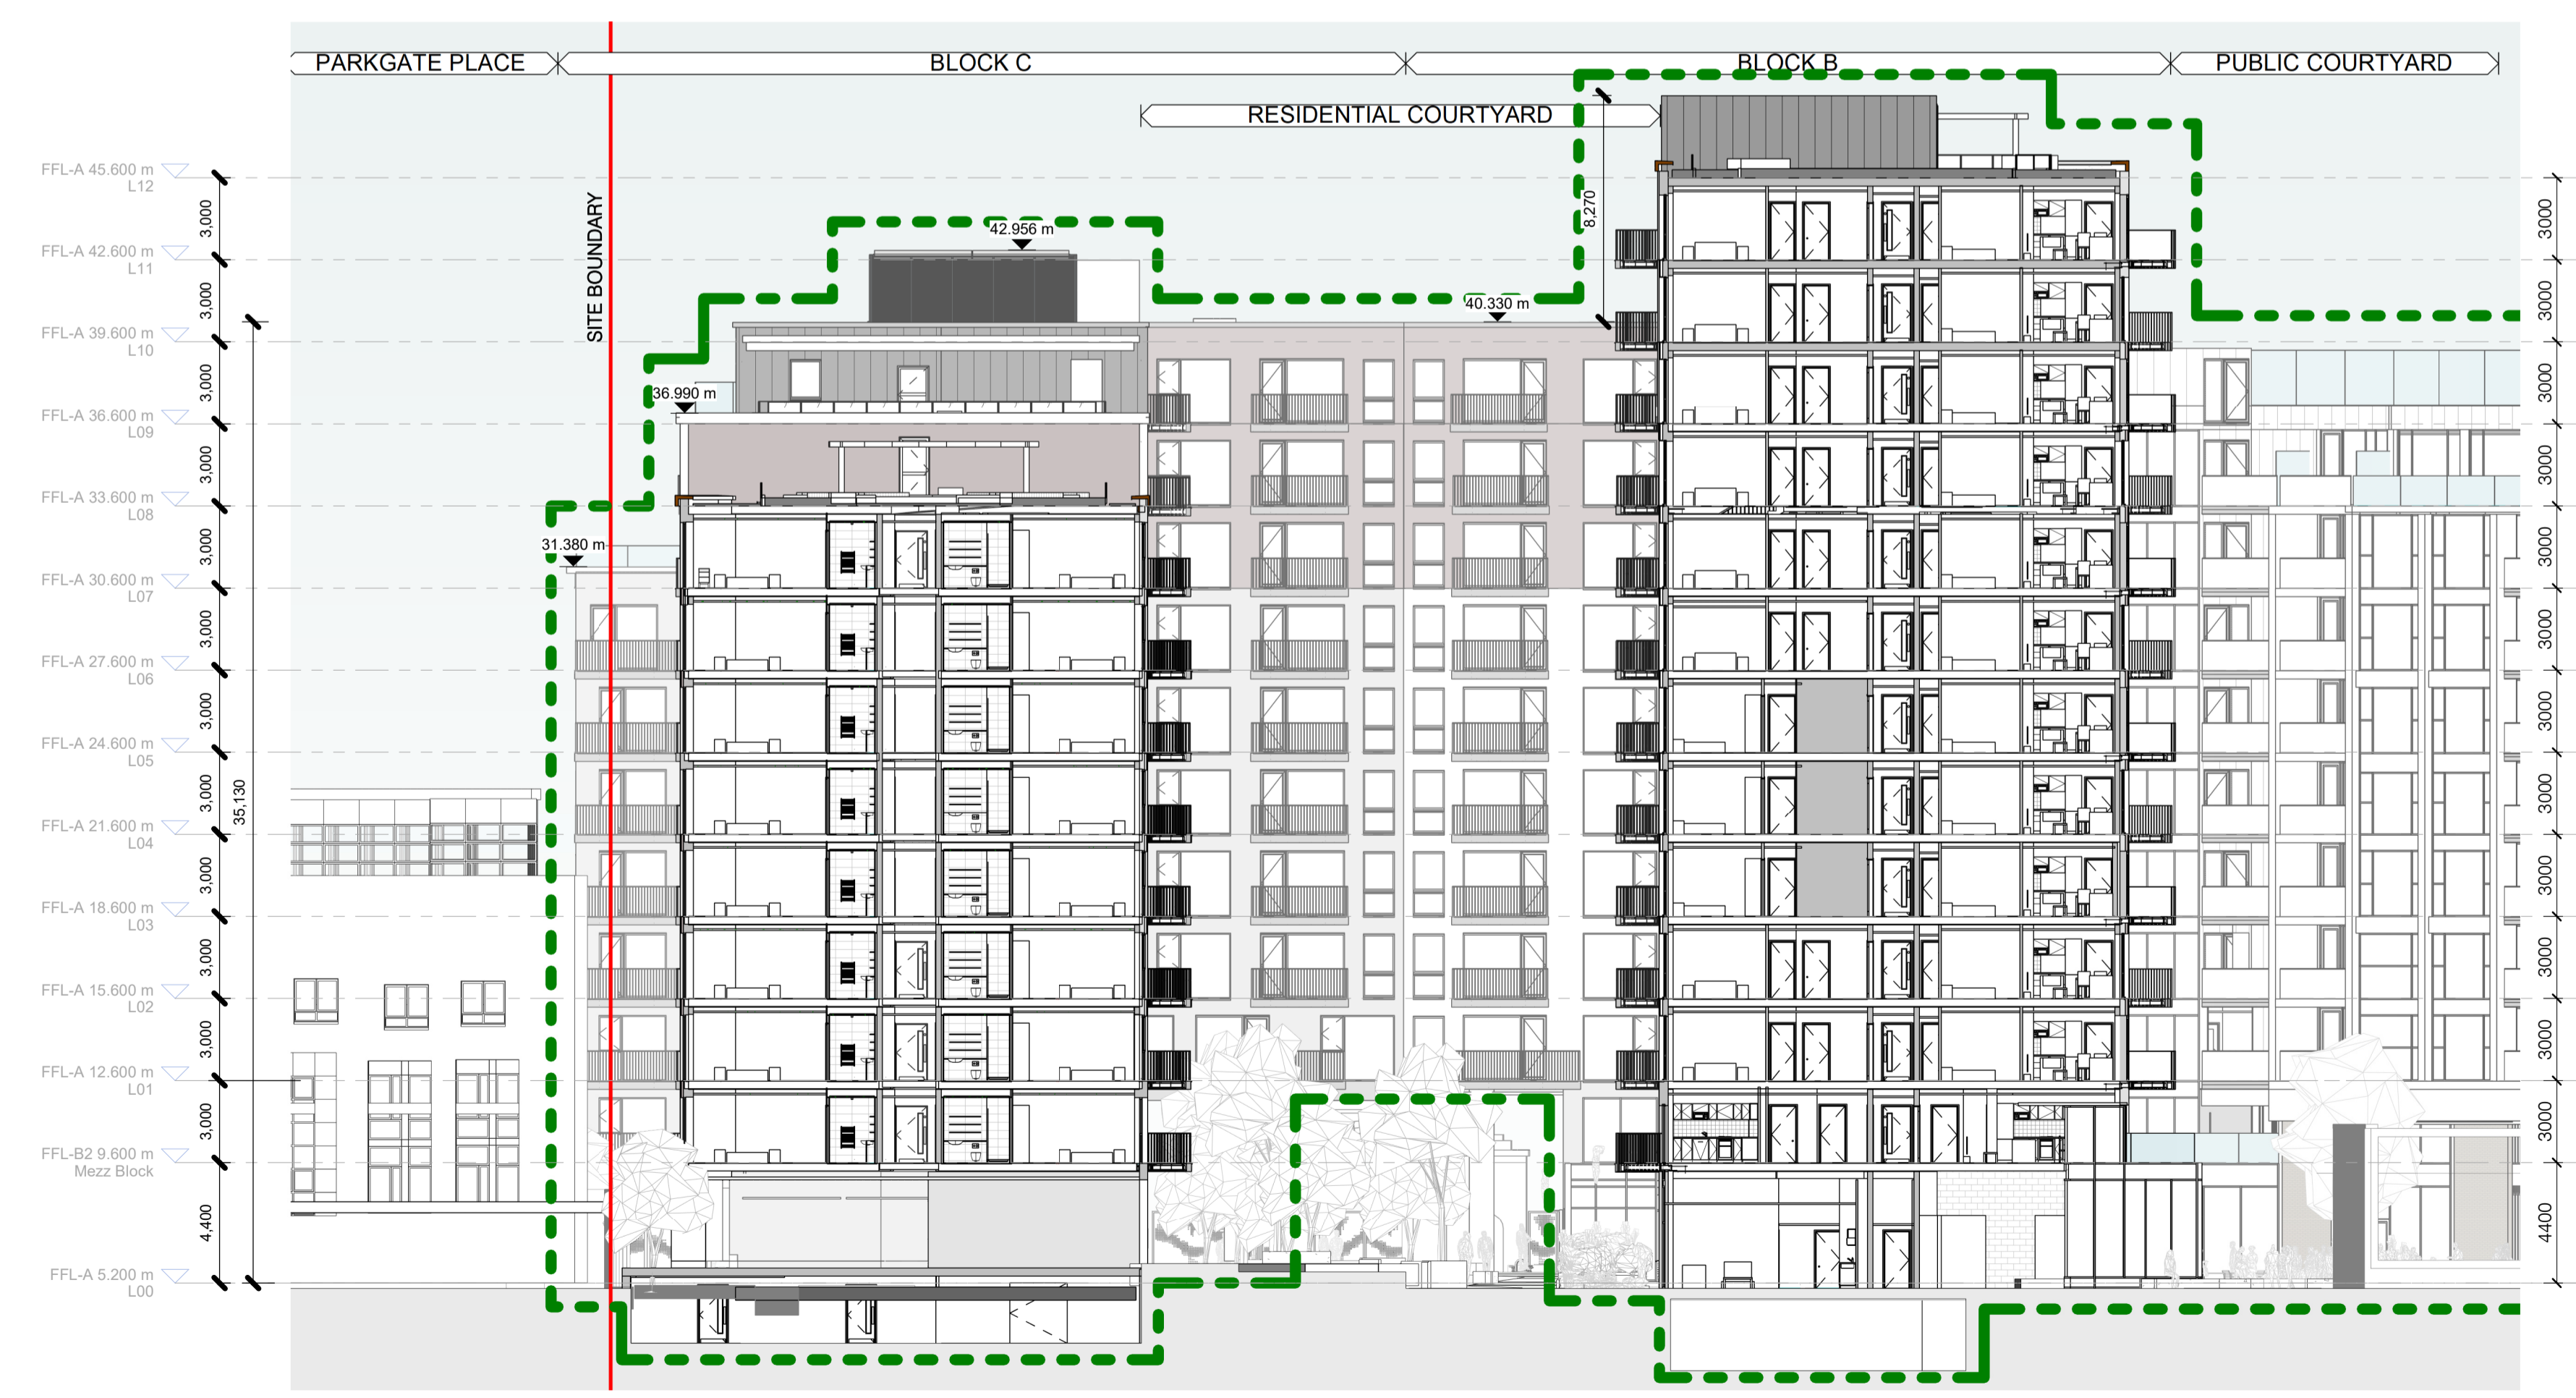 PARKGATE PLACE
BLOCK C
BLOCK B
PUBLIC COURTYARD
RESIDENTIAL COURTYARD
SITE BOUNDARY
FFL-A 45.600 m
L12
3,000
FFL-A 42.600 m
L11
3,000
FFL-A 39.600 m
L10
3,000
FFL-A 36.600 m
L09
3,000
FFL-A 33.600 m
L08
3,000
FFL-A 30.600 m
L07
3,000
FFL-A 27.600 m
L06
3,000
FFL-A 24.600 m
L05
3,000
FFL-A 21.600 m
L04
3,000
FFL-A 18.600 m
L03
3,000
FFL-A 15.600 m
L02
3,000
FFL-A 12.600 m
L01
3,000
FFL-B2 9.600 m
Mezz Block
4,400
FFL-A 5.200 m
L00
35,130
31.380 m
36.990 m
42.956 m
40.330 m
8,270
3000
3000
3000
3000
3000
3000
3000
3000
3000
3000
3000
3000
4400